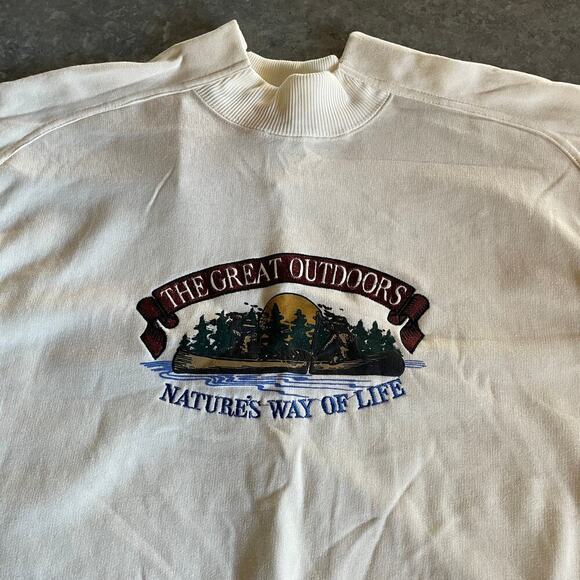 THE GREAT OUTDOORS
NATURE'S WAY OF LIFE